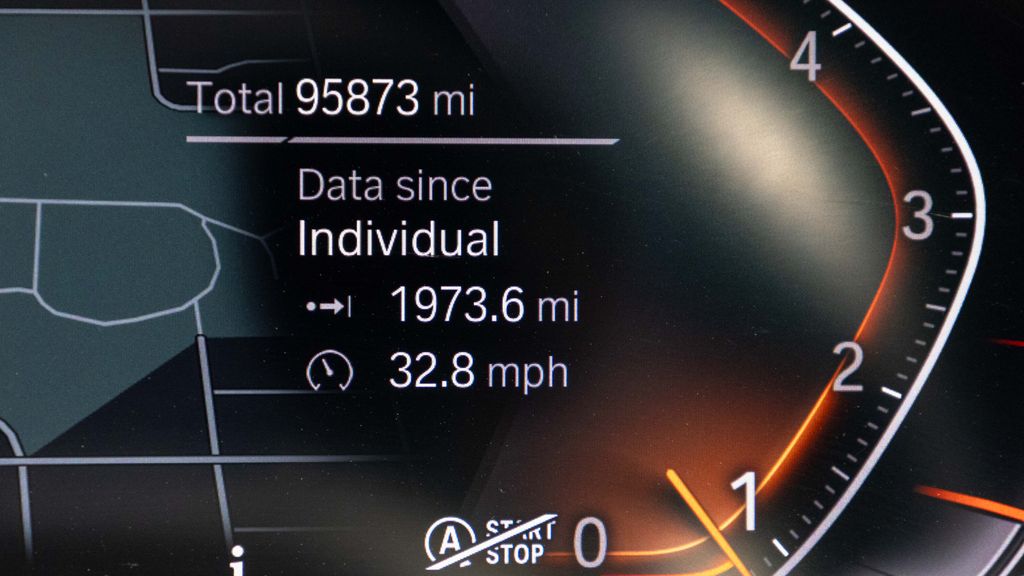 Total 95873 mi
Data since
Individual
1973.6 mi
32.8 mph
4
3
2
1
0
A START
STOP
i